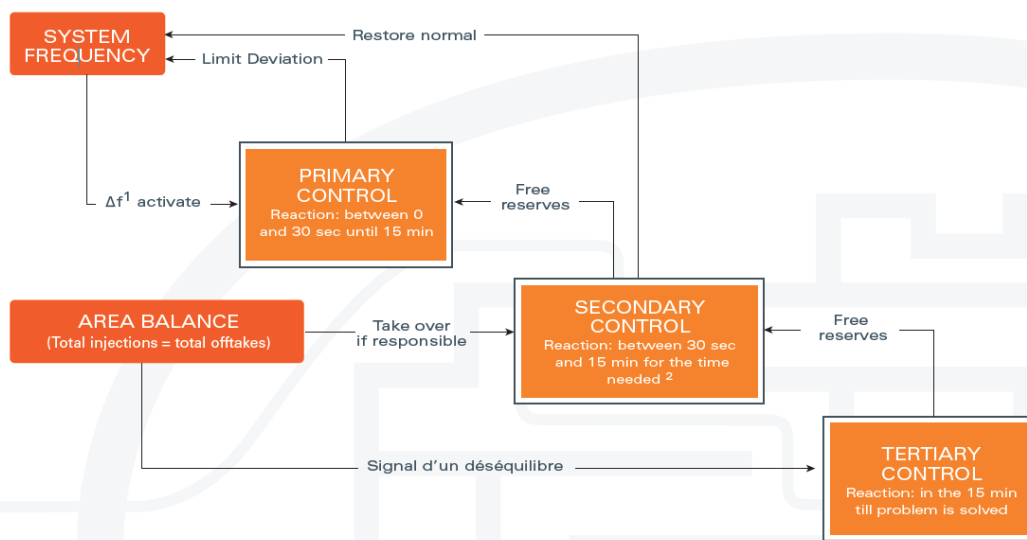 SYSTEM
FREQUENCY
Restore normal
Limit Deviation
Δf¹ activate
PRIMARY
CONTROL
Reaction: between 0
and 30 sec until 15 min
Free
reserves
AREA BALANCE
(Total injections = total offtakes)
Take over
if responsible
SECONDARY
CONTROL
Reaction: between 30 sec
and 15 min for the time
needed ²
Free
reserves
Signal d’un déséquilibre
TERTIARY
CONTROL
Reaction: in the 15 min
till problem is solved